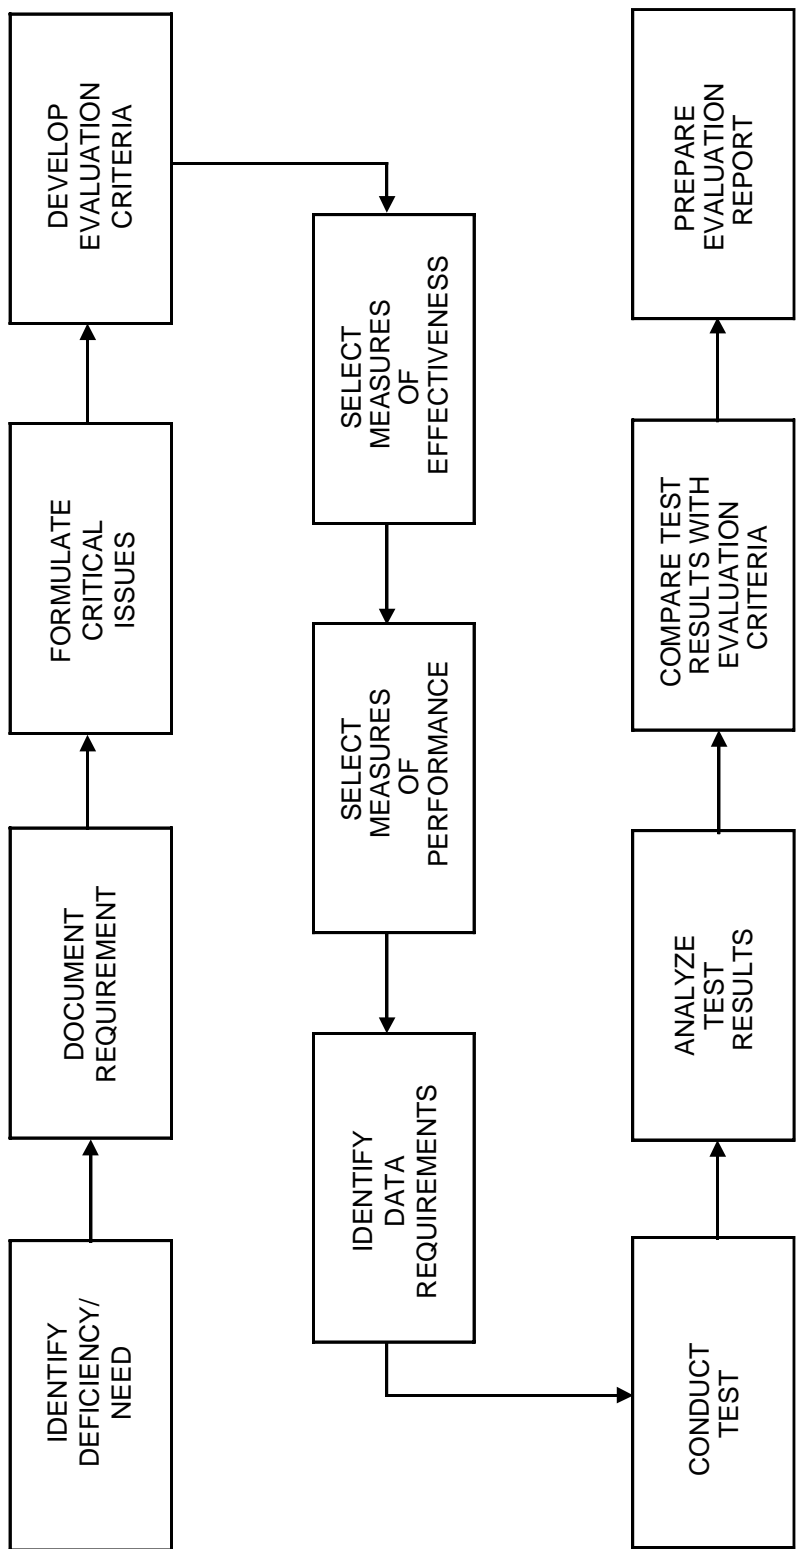 IDENTIFY
DEFICIENCY/
NEED
DOCUMENT
REQUIREMENT
FORMULATE
CRITICAL
ISSUES
DEVELOP
EVALUATION
CRITERIA
SELECT
MEASURES
OF
EFFECTIVENESS
SELECT
MEASURES
OF
PERFORMANCE
IDENTIFY
DATA
REQUIREMENTS
CONDUCT
TEST
ANALYZE
TEST
RESULTS
COMPARE TEST
RESULTS WITH
EVALUATION
CRITERIA
PREPARE
EVALUATION
REPORT